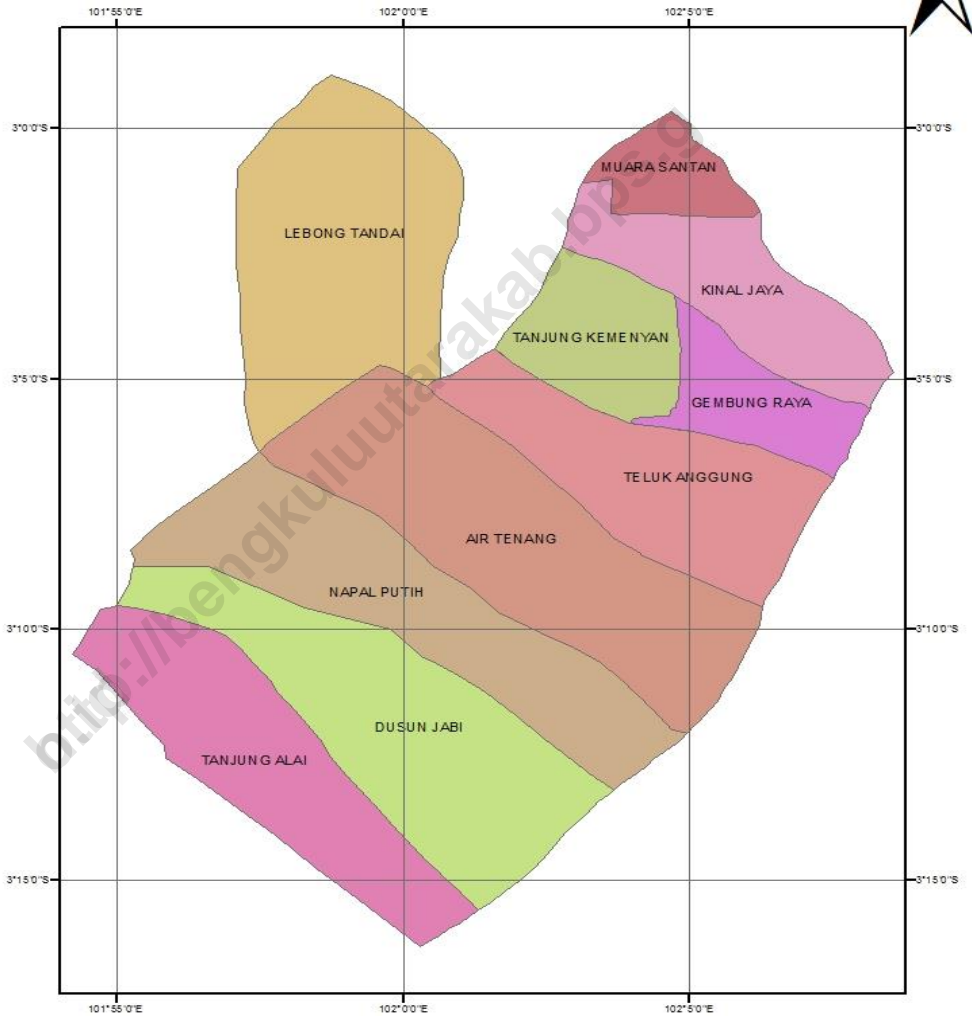 101°55'0"E 102°0'0"E 102°5'0"E
3°0'0"S 3°0'0"S
MUARA SANTAN
LEBONG TANDAI
KINAL JAYA
TANJUNG KEMENYAN
3°5'0"S 3°5'0"S
GEMBUNG RAYA
TELUK ANGGUNG
AIR TENANG
NAPAL PUTIH
3°10'0"S 3°10'0"S
DUSUN JABI
TANJUNG ALAI
3°15'0"S 3°15'0"S
101°55'0"E 102°0'0"E 102°5'0"E
http://bengkuluutarakab.bps.g